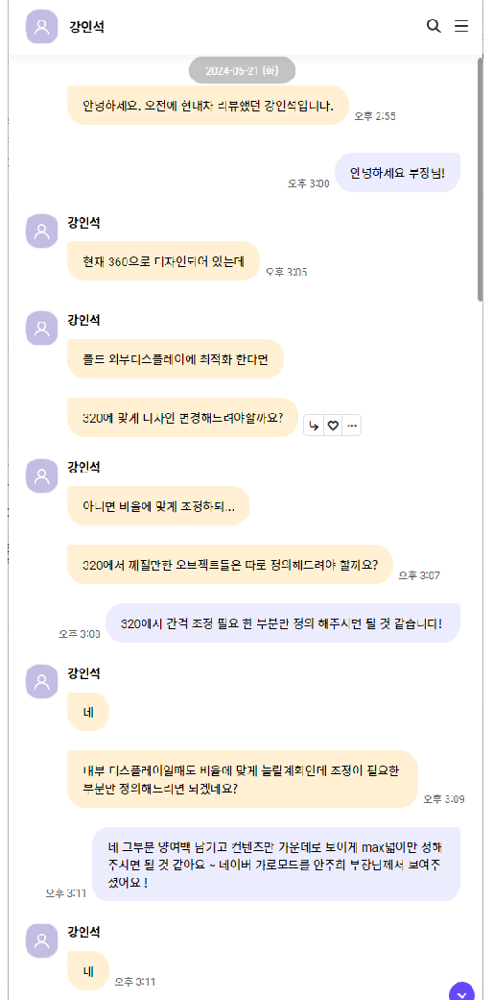 강인석
2024-05-21 (화)
안녕하세요. 오전에 현대차 리뷰했던 강인석입니다.
오후 2:55
안녕하세요 부장님!
오후 3:00
강인석
현재 360으로 디자인되어 있는데
오후 3:05
강인석
폴드 외부디스플레이에 최적화 한다면
320에 맞게 디자인 변경해드려야할까요?
강인석
아니면 비율에 맞게 조정하되...
320에서 깨질만한 오브젝트들은 따로 정의해드려야 할까요?
오후 3:07
320에서 간격 조정 필요 한 부분만 정의 해주시면 될 것 같습니다!
오후 3:08
강인석
네
내부 디스플레이일때도 비율에 맞게 늘릴계획인데 조정이 필요한
부분만 정의해드리면 되겠네요?
오후 3:09
네 그부분 양여백 남기고 컨텐츠만 가운데로 보이게 max넓이만 정해
주시면 될 것 같아요 ~ 네이버 가로모드를 안주희 부장님께서 보여주
셨어요 !
오후 3:11
강인석
네
오후 3:11